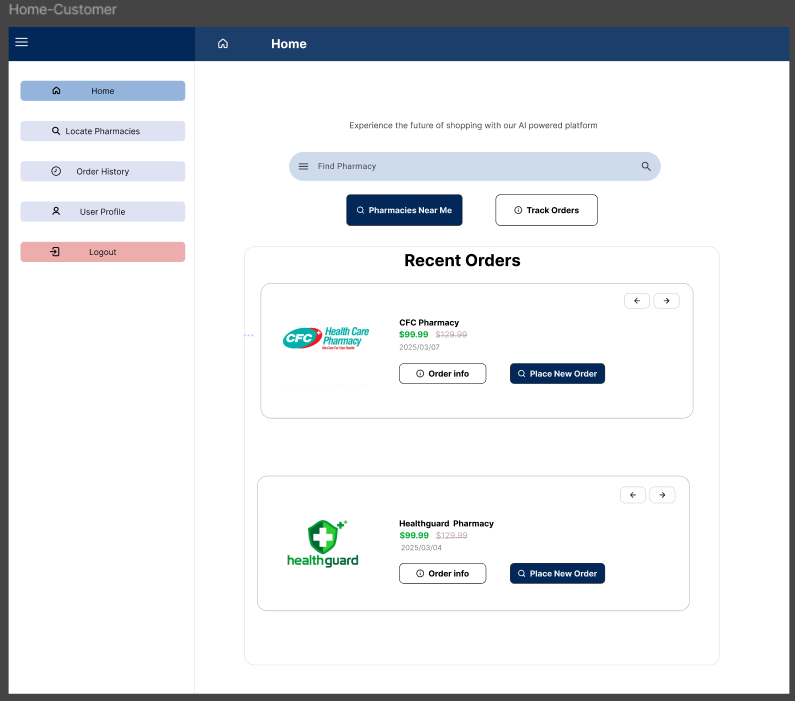 Home-Customer
Home
Home
Locate Pharmacies
Order History
User Profile
Logout
Experience the future of shopping with our AI powered platform
Find Pharmacy
Pharmacies Near Me
Track Orders
Recent Orders
CFC Health Care
Pharmacy
We Care For Your Health
CFC Pharmacy
$99.99 $129.99
2025/03/07
Order info
Place New Order
healthguard
Healthguard Pharmacy
$99.99 $129.99
2025/03/04
Order info
Place New Order